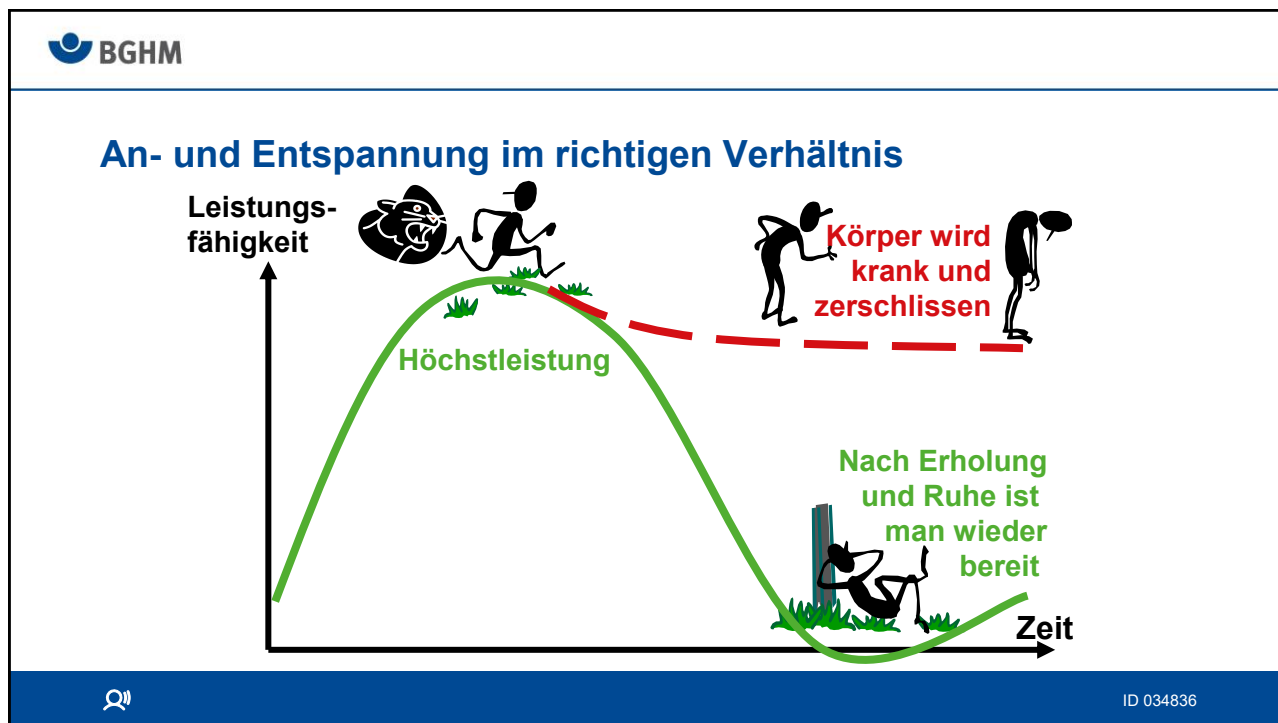 BGHM
An- und Entspannung im richtigen Verhältnis
Leistungs-
fähigkeit
Körper wird
krank und
zerschlissen
Höchstleistung
Nach Erholung
und Ruhe ist
man wieder
bereit
Zeit
ID 034836